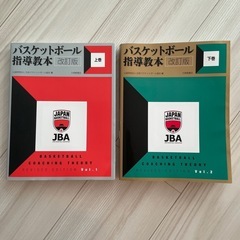 バスケットボール
指導教本 改訂版 上巻
JAPAN
BASKETBALL
JBA
BASKETBALL
COACHING THEORY
Vol.1
バスケットボール
指導教本 改訂版 下巻
JAPAN
BASKETBALL
JBA
BASKETBALL
COACHING THEORY
Vol.2